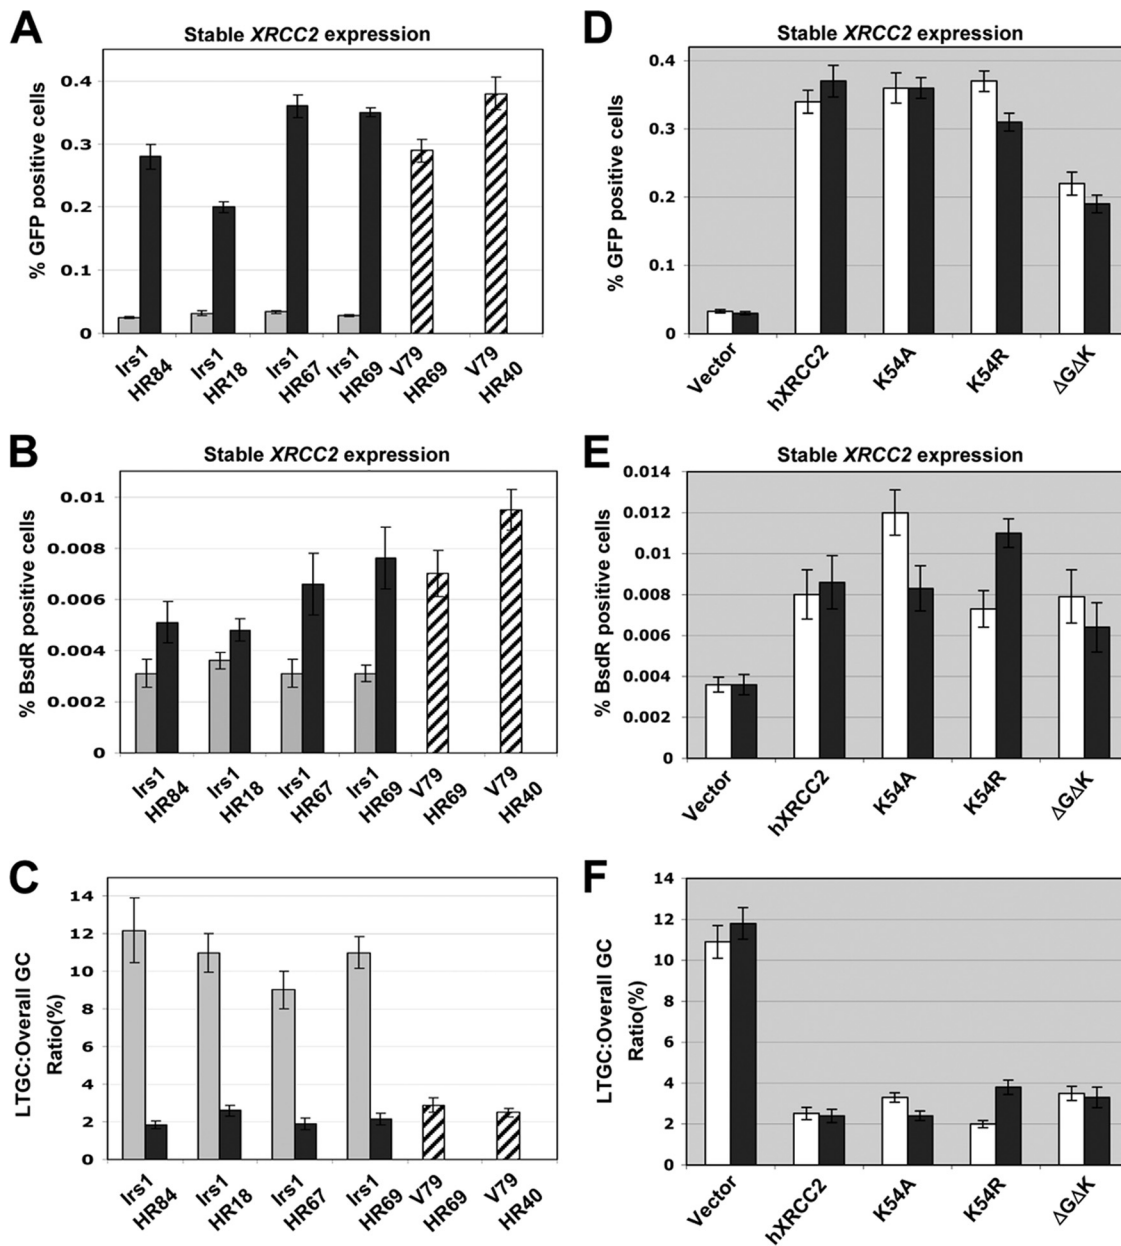 A
Stable XRCC2 expression
% GFP positive cells
0.4
0.3
0.2
0.1
0
Irs1 HR84
Irs1 HR18
Irs1 HR67
Irs1 HR69
V79 HR69
V79 HR40
B
Stable XRCC2 expression
% BsdR positive cells
0.01
0.008
0.006
0.004
0.002
0
Irs1 HR84
Irs1 HR18
Irs1 HR67
Irs1 HR69
V79 HR69
V79 HR40
C
LTGC:Overall GC
Ratio(%)
14
12
10
8
6
4
2
0
Irs1 HR84
Irs1 HR18
Irs1 HR67
Irs1 HR69
V79 HR69
V79 HR40
D
Stable XRCC2 expression
% GFP positive cells
0.4
0.3
0.2
0.1
0
Vector
hXRCC2
K54A
K54R
ΔGΔK
E
Stable XRCC2 expression
% BsdR positive cells
0.014
0.012
0.01
0.008
0.006
0.004
0.002
0
Vector
hXRCC2
K54A
K54R
ΔGΔK
F
LTGC:Overall GC
Ratio(%)
14
12
10
8
6
4
2
0
Vector
hXRCC2
K54A
K54R
ΔGΔK